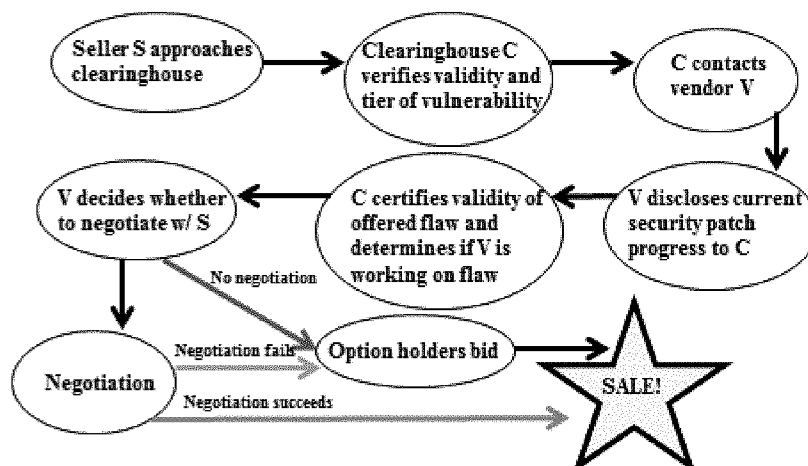 Seller S approaches
clearinghouse
Clearinghouse C
verifies validity and
tier of vulnerability
C contacts
vendor V
V decides whether
to negotiate w/ S
C certifies validity of
offered flaw and
determines if V is
working on flaw
V discloses current
security patch
progress to C
No negotiation
Negotiation fails
Option holders bid
Negotiation
SALE!
Negotiation succeeds